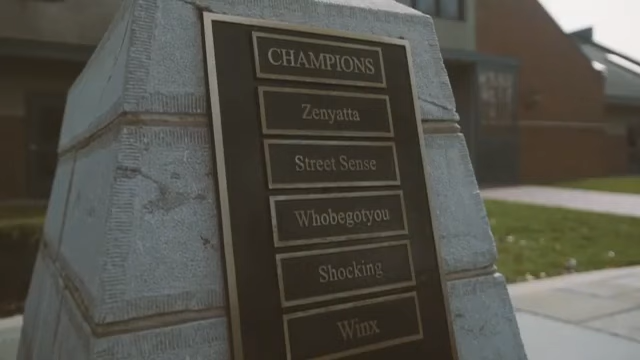 CHAMPIONS
Zenyatta
Street Sense
Whobegotyou
Shocking
Winx